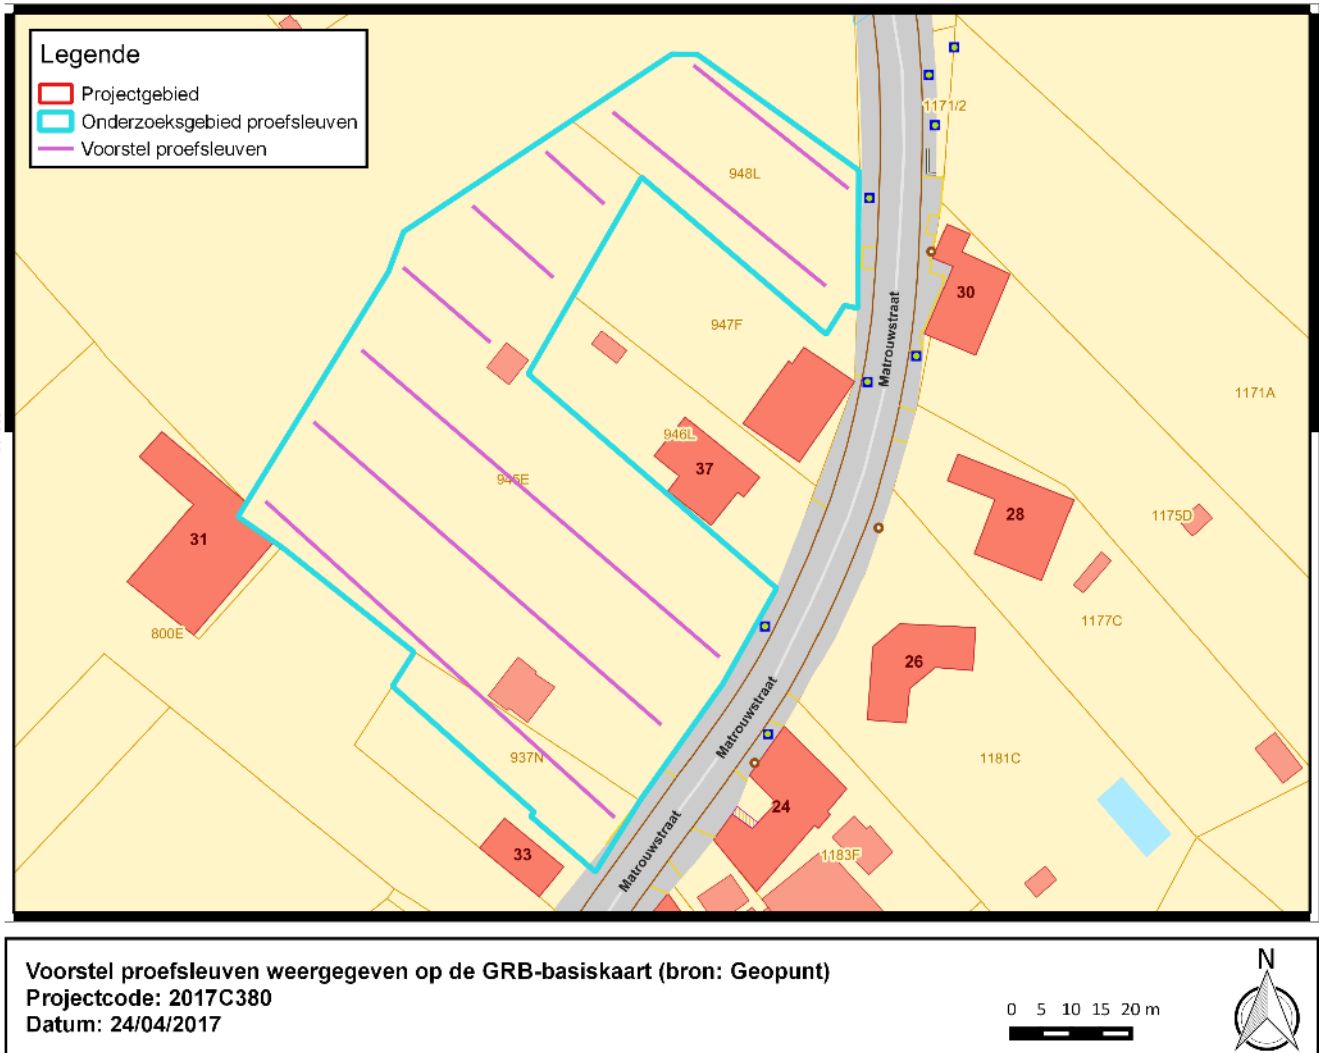 Legende
Projectgebied
Onderzoeksgebied proefsleuven
Voorstel proefsleuven
1171/2
948L
30
Matrouwstraat
947F
1171A
946L
37
945E
28
1175D
31
800E
1177C
26
Matrouwstraat
937N
1181C
24
Matrouwstraat
33
1183F
Voorstel proefsleuven weergegeven op de GRB-basiskaart (bron: Geopunt)
Projectcode: 2017C380
Datum: 24/04/2017
N
0 5 10 15 20 m